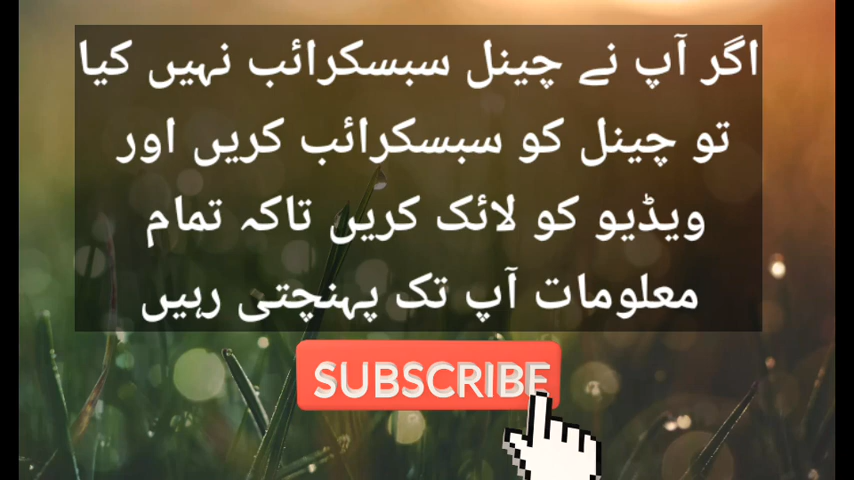 اگر آپ نے چینل سبسکرائب نہیں کیا
تو چینل کو سبسکرائب کریں اور
ویڈیو کو لائک کریں تاکہ تمام
معلومات آپ تک پہنچتی رہیں
SUBSCRIBE